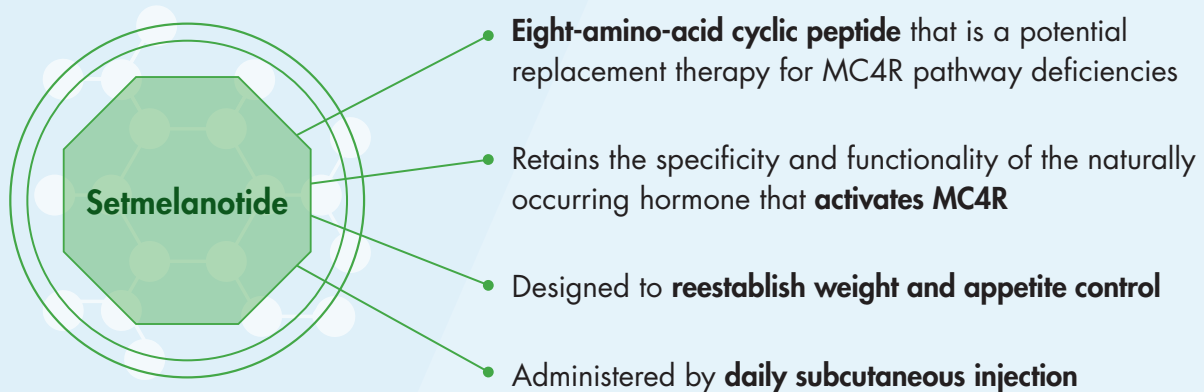 Setmelanotide
Eight-amino-acid cyclic peptide that is a potential
replacement therapy for MC4R pathway deficiencies
Retains the specificity and functionality of the naturally
occurring hormone that activates MC4R
Designed to reestablish weight and appetite control
Administered by daily subcutaneous injection